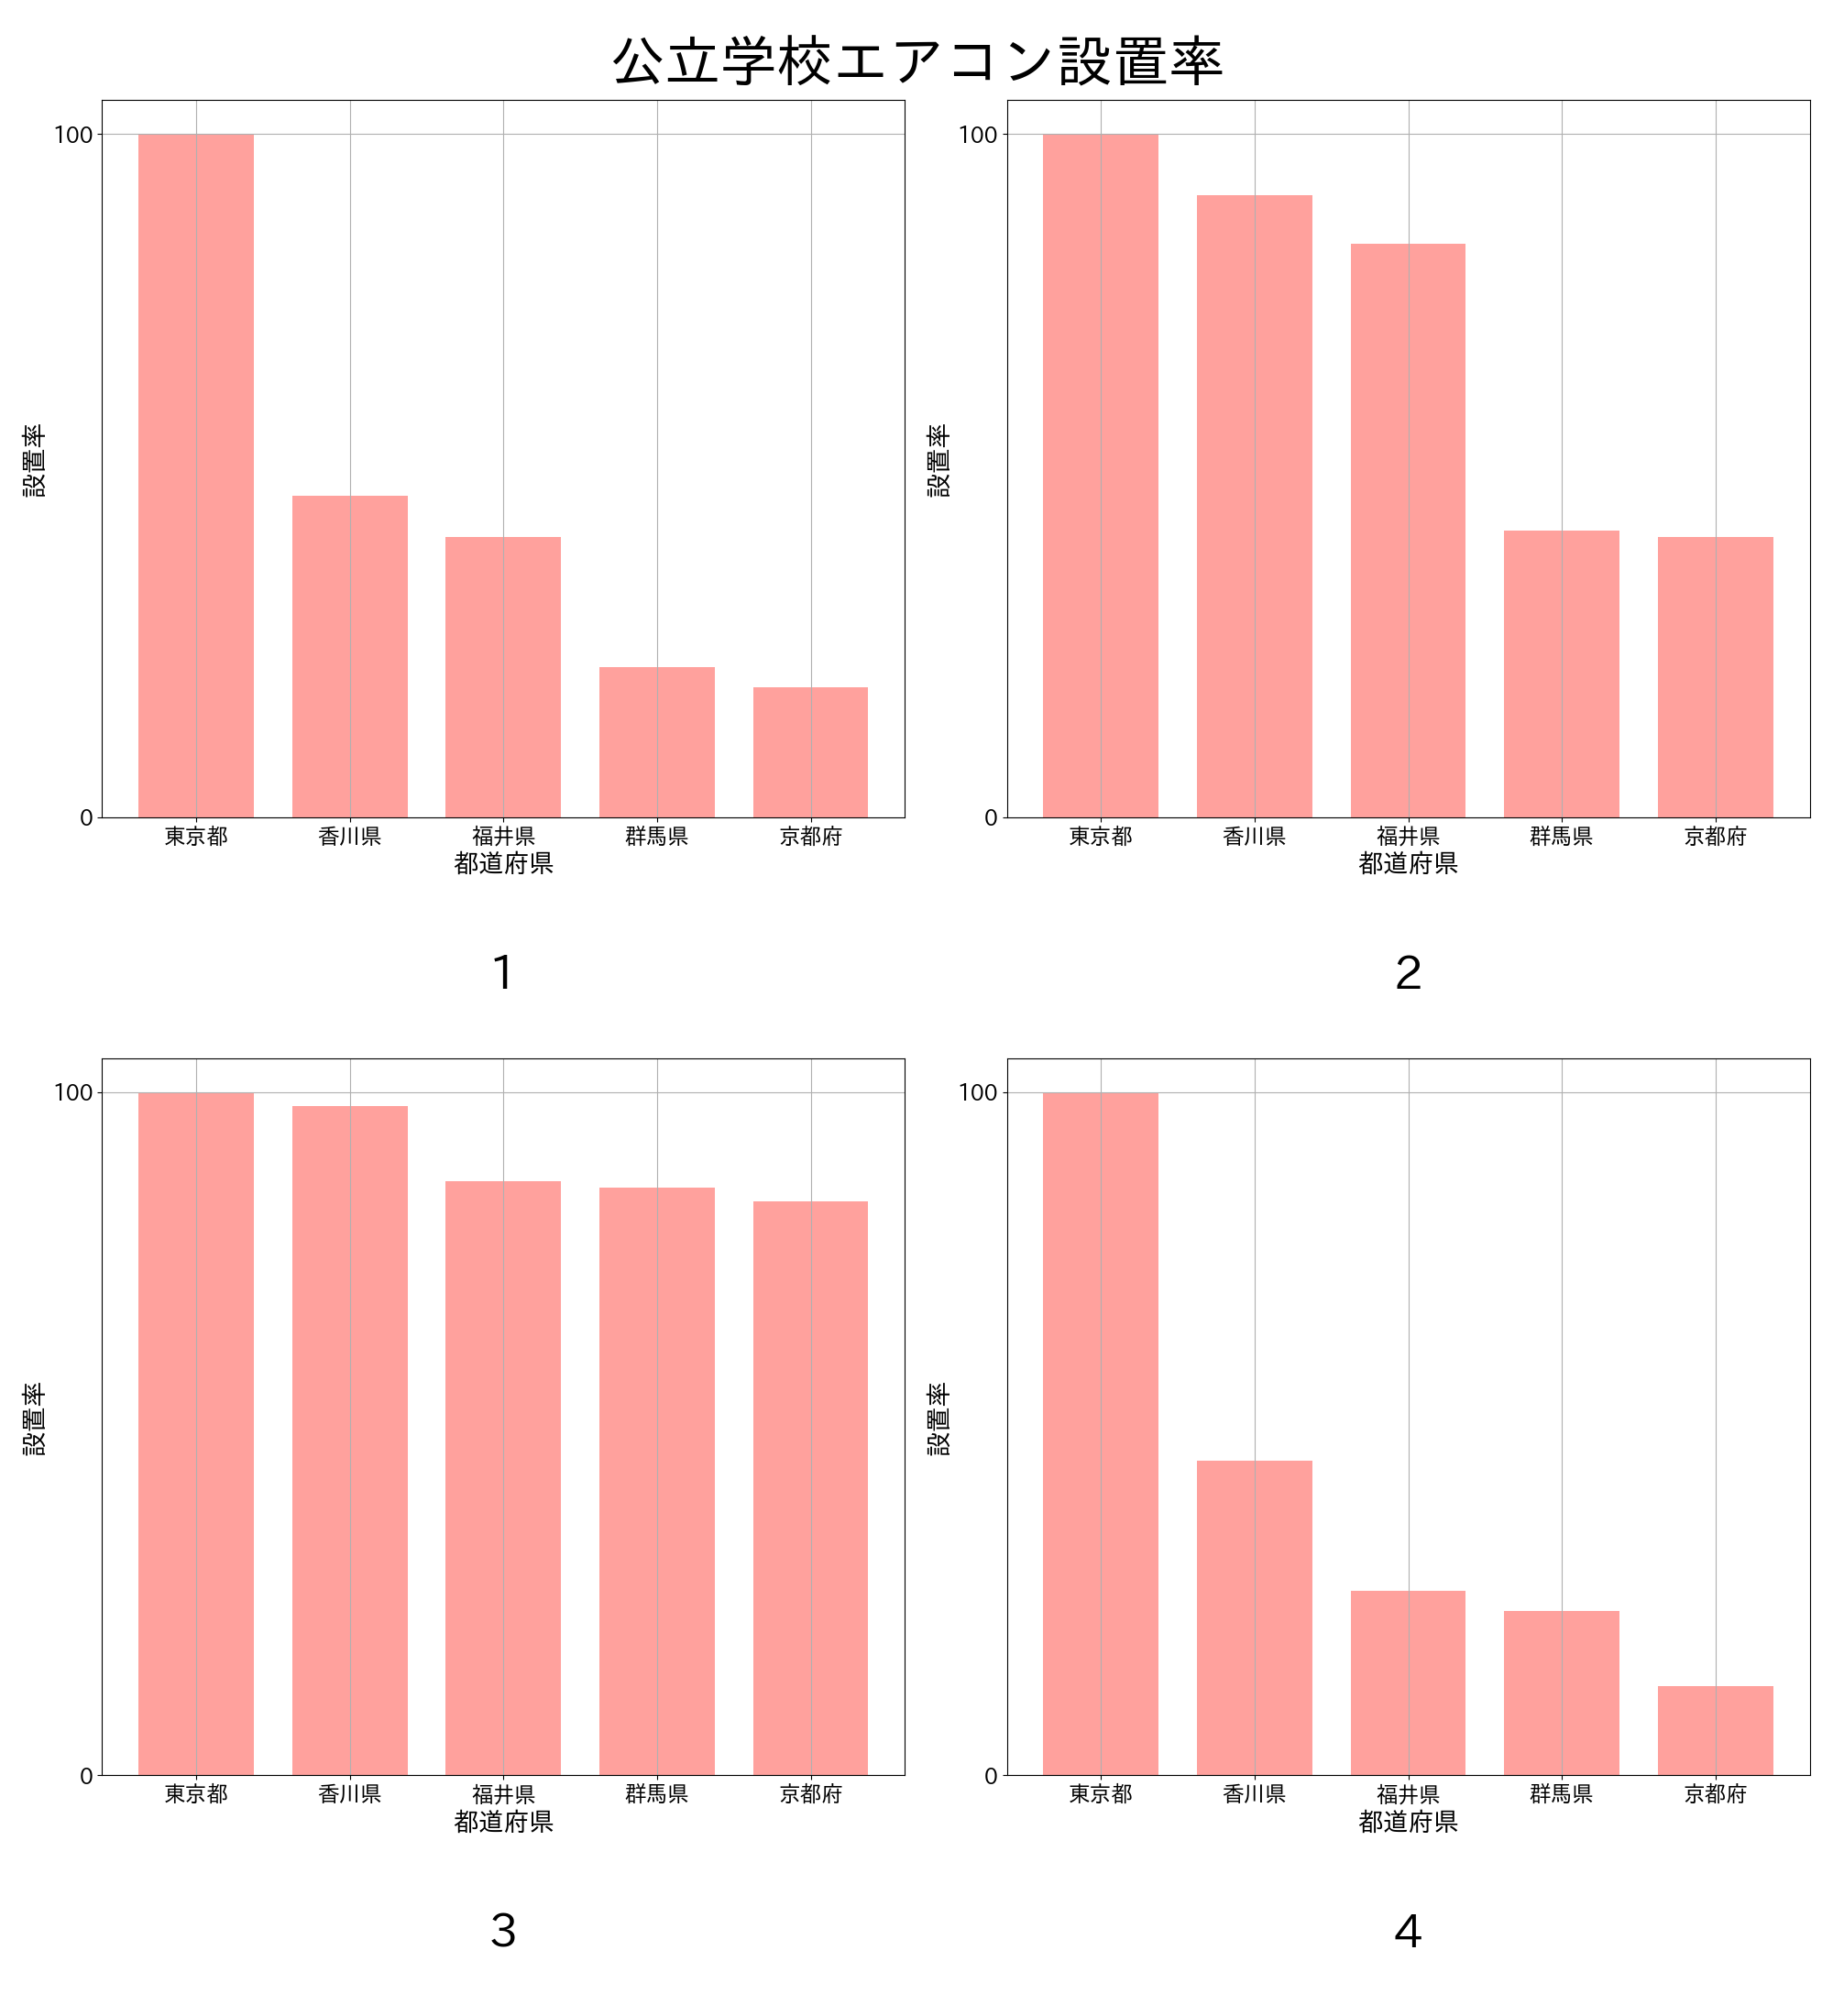 公立学校エアコン設置率
100
0
設置率
東京都 香川県 福井県 群馬県 京都府
都道府県
1
100
0
設置率
東京都 香川県 福井県 群馬県 京都府
都道府県
2
100
0
設置率
東京都 香川県 福井県 群馬県 京都府
都道府県
3
100
0
設置率
東京都 香川県 福井県 群馬県 京都府
都道府県
4